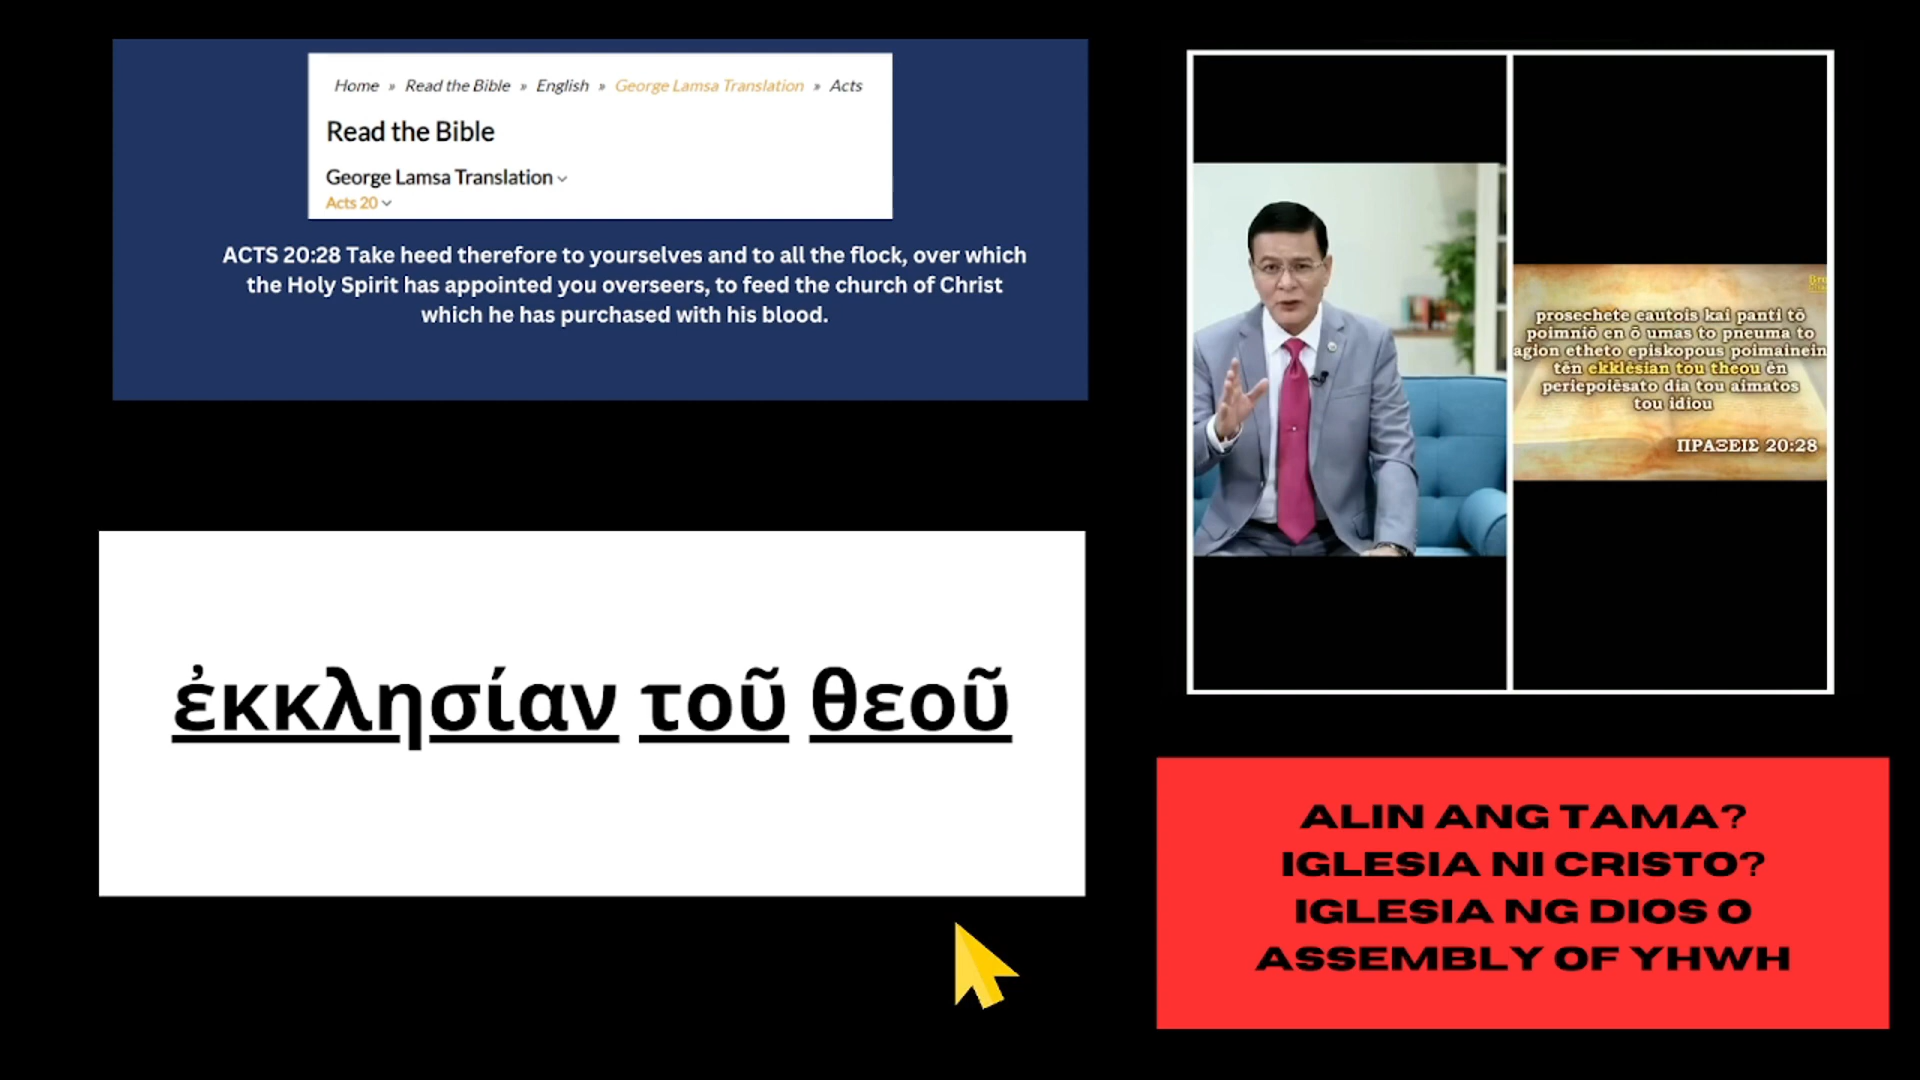 Home » Read the Bible » English » George Lamsa Translation » Acts
Read the Bible
George Lamsa Translation
Acts 20
ACTS 20:28 Take heed therefore to yourselves and to all the flock, over which
the Holy Spirit has appointed you overseers, to feed the church of Christ
which he has purchased with his blood.
ἐκκλησίαν τοῦ θεοῦ
prosechete eautois kai panti tō
poimniō en ō umas to pneuma to
agion etheto episkopous poimainein
tēn ekklēsian tou theou ēn
periepoiēsato dia tou aimatos
tou idiou
ΠΡΑΞΕΙΣ 20:28
ALIN ANG TAMA?
IGLESIA NI CRISTO?
IGLESIA NG DIOS O
ASSEMBLY OF YHWH